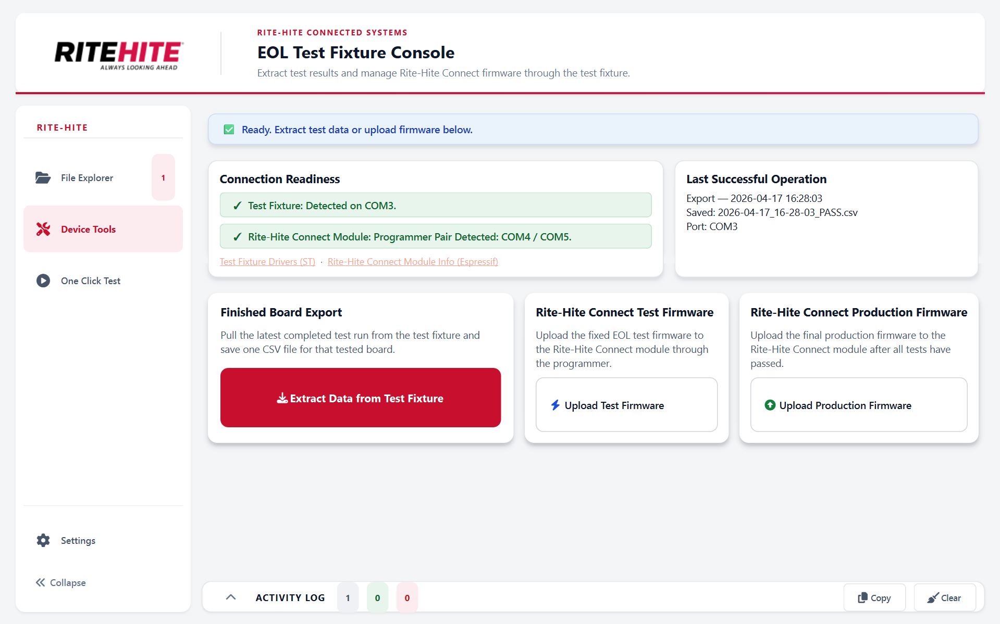 RITEHITE
ALWAYS LOOKING AHEAD
RITE-HITE CONNECTED SYSTEMS
EOL Test Fixture Console
Extract test results and manage Rite-Hite Connect firmware through the test fixture.
RITE-HITE
File Explorer 1
Device Tools
One Click Test
Settings
Collapse
Ready. Extract test data or upload firmware below.
Connection Readiness
✓ Test Fixture: Detected on COM3.
✓ Rite-Hite Connect Module: Programmer Pair Detected: COM4 / COM5.
Test Fixture Drivers (ST) · Rite-Hite Connect Module Info (Espressif)
Last Successful Operation
Export — 2026-04-17 16:28:03
Saved: 2026-04-17_16-28-03_PASS.csv
Port: COM3
Finished Board Export
Pull the latest completed test run from the test fixture and
save one CSV file for that tested board.
Extract Data from Test Fixture
Rite-Hite Connect Test Firmware
Upload the fixed EOL test firmware to
the Rite-Hite Connect module through
the programmer.
Upload Test Firmware
Rite-Hite Connect Production Firmware
Upload the final production firmware to the
Rite-Hite Connect module after all tests have
passed.
Upload Production Firmware
ACTIVITY LOG 1 0 0
Copy
Clear